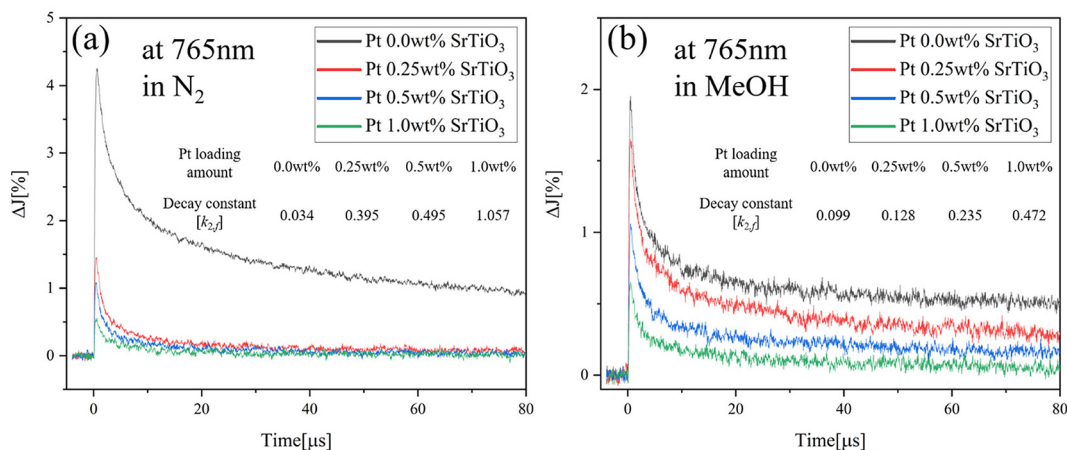 (a)
at 765nm
in N2
Pt 0.0wt% SrTiO3
Pt 0.25wt% SrTiO3
Pt 0.5wt% SrTiO3
Pt 1.0wt% SrTiO3
Pt loading
amount
0.0wt% 0.25wt% 0.5wt% 1.0wt%
Decay constant
[k2,f]
0.034 0.395 0.495 1.057
5
4
3
2
1
0
ΔJ[%]
0 20 40 60 80
Time[μs]
(b)
at 765nm
in MeOH
Pt 0.0wt% SrTiO3
Pt 0.25wt% SrTiO3
Pt 0.5wt% SrTiO3
Pt 1.0wt% SrTiO3
Pt loading
amount
0.0wt% 0.25wt% 0.5wt% 1.0wt%
Decay constant
[k2,f]
0.099 0.128 0.235 0.472
2
1
0
ΔJ[%]
0 20 40 60 80
Time[μs]